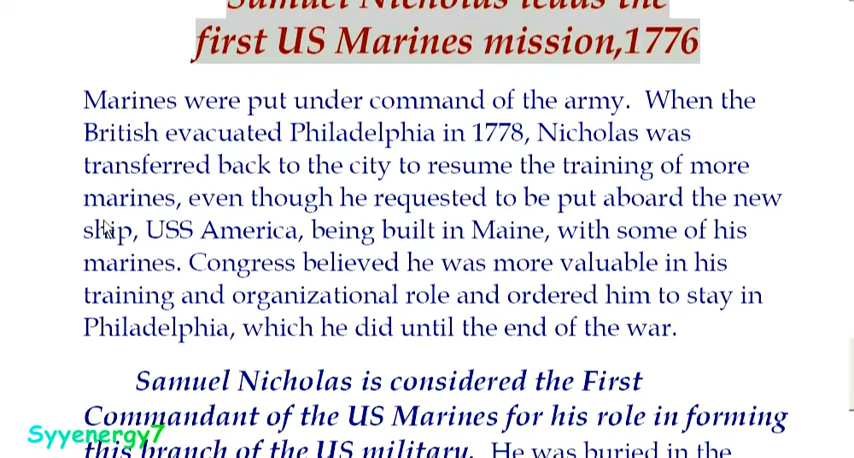 Samuel Nicholas leads the
first US Marines mission,1776
Marines were put under command of the army.  When the
British evacuated Philadelphia in 1778, Nicholas was
transferred back to the city to resume the training of more
marines, even though he requested to be put aboard the new
ship, USS America, being built in Maine, with some of his
marines. Congress believed he was more valuable in his
training and organizational role and ordered him to stay in
Philadelphia, which he did until the end of the war.
Samuel Nicholas is considered the First
Commandant of the US Marines for his role in forming
Syyenergy7
this branch of the US military.  He was buried in the